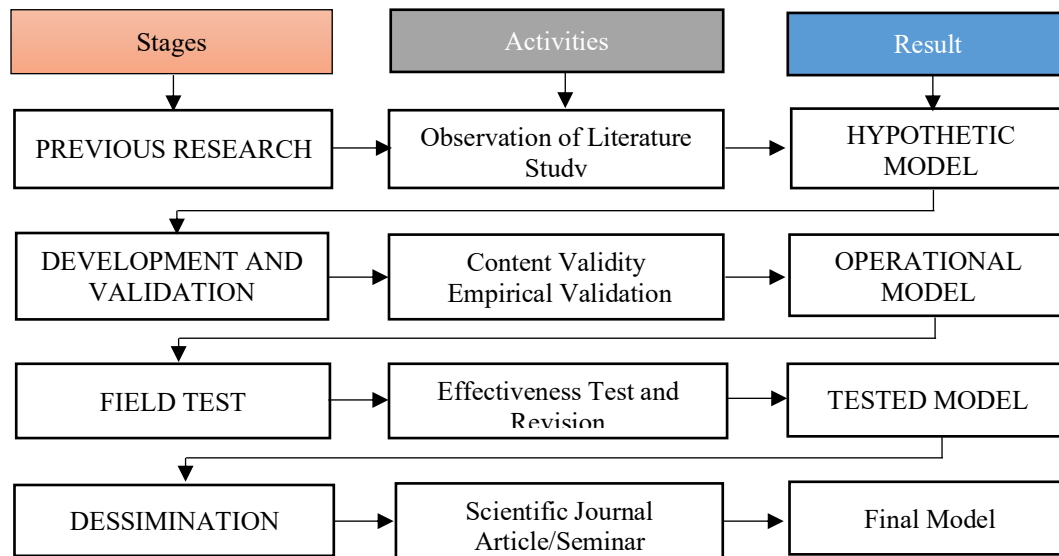 Stages
Activities
Result
PREVIOUS RESEARCH
Observation of Literature
Study
HYPOTHETIC
MODEL
DEVELOPMENT AND
VALIDATION
Content Validity
Empirical Validation
OPERATIONAL
MODEL
FIELD TEST
Effectiveness Test and
Revision
TESTED MODEL
DESSIMINATION
Scientific Journal
Article/Seminar
Final Model